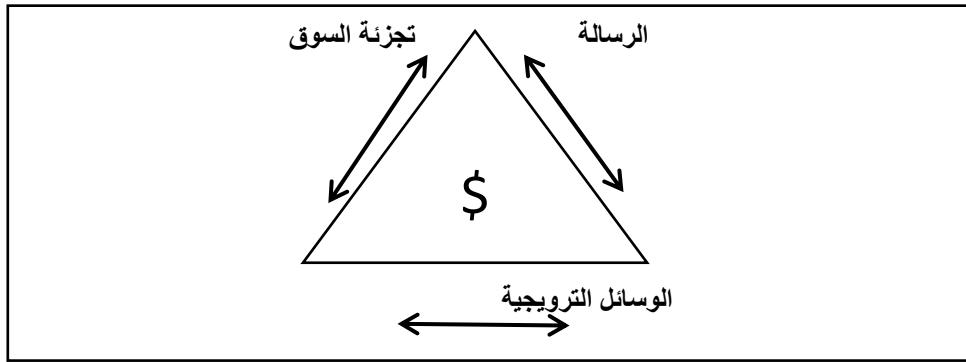 الرسالة
تجزئة السوق
$
الوسائل الترويجية